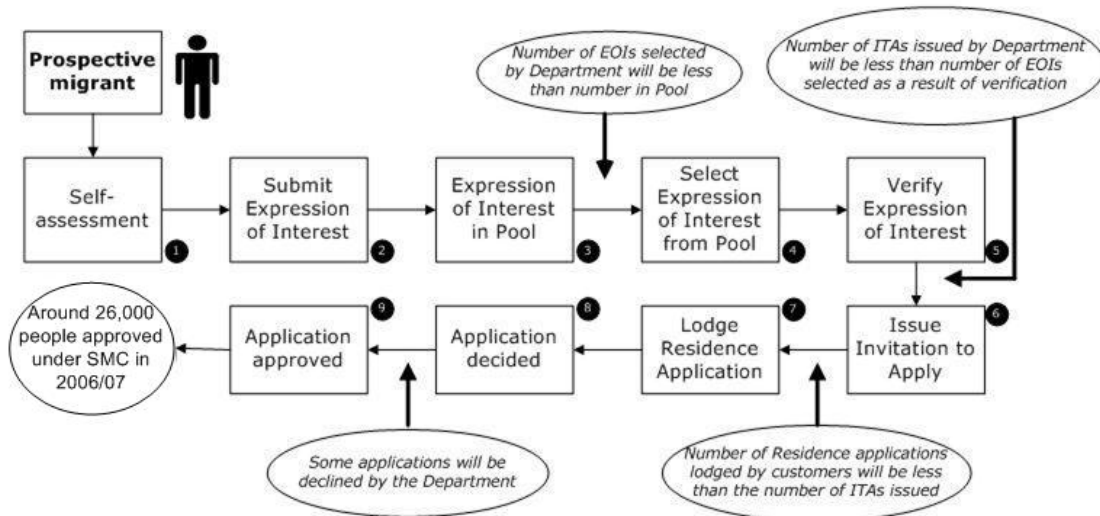 Prospective
migrant
Number of EOIs selected
by Department will be less
than number in Pool
Number of ITAs issued by Department
will be less than number of EOIs
selected as a result of verification
Self-
assessment
1
Submit
Expression
of Interest
2
Expression
of Interest
in Pool
3
Select
Expression
of Interest
from Pool
4
Verify
Expression
of Interest
5
Issue
Invitation to
Apply
6
Lodge
Residence
Application
7
Application
decided
8
Application
approved
9
Around 26,000
people approved
under SMC in
2006/07
Some applications will be
declined by the Department
Number of Residence applications
lodged by customers will be less
than the number of ITAs issued